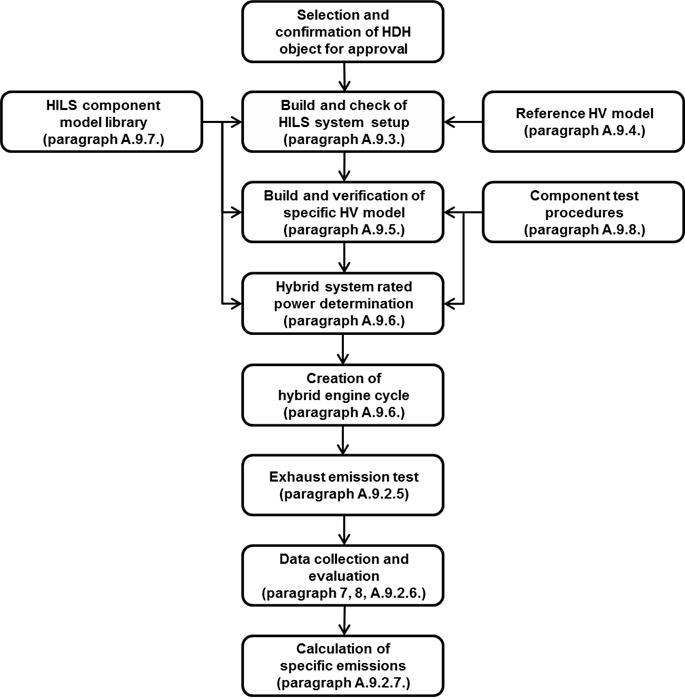 Selection and
confirmation of HDH
object for approval
HILS component
model library
(paragraph A.9.7.)
Build and check of
HILS system setup
(paragraph A.9.3.)
Reference HV model
(paragraph A.9.4.)
Build and verification of
specific HV model
(paragraph A.9.5.)
Component test
procedures
(paragraph A.9.8.)
Hybrid system rated
power determination
(paragraph A.9.6.)
Creation of
hybrid engine cycle
(paragraph A.9.6.)
Exhaust emission test
(paragraph A.9.2.5)
Data collection and
evaluation
(paragraph 7, 8, A.9.2.6.)
Calculation of
specific emissions
(paragraph A.9.2.7.)